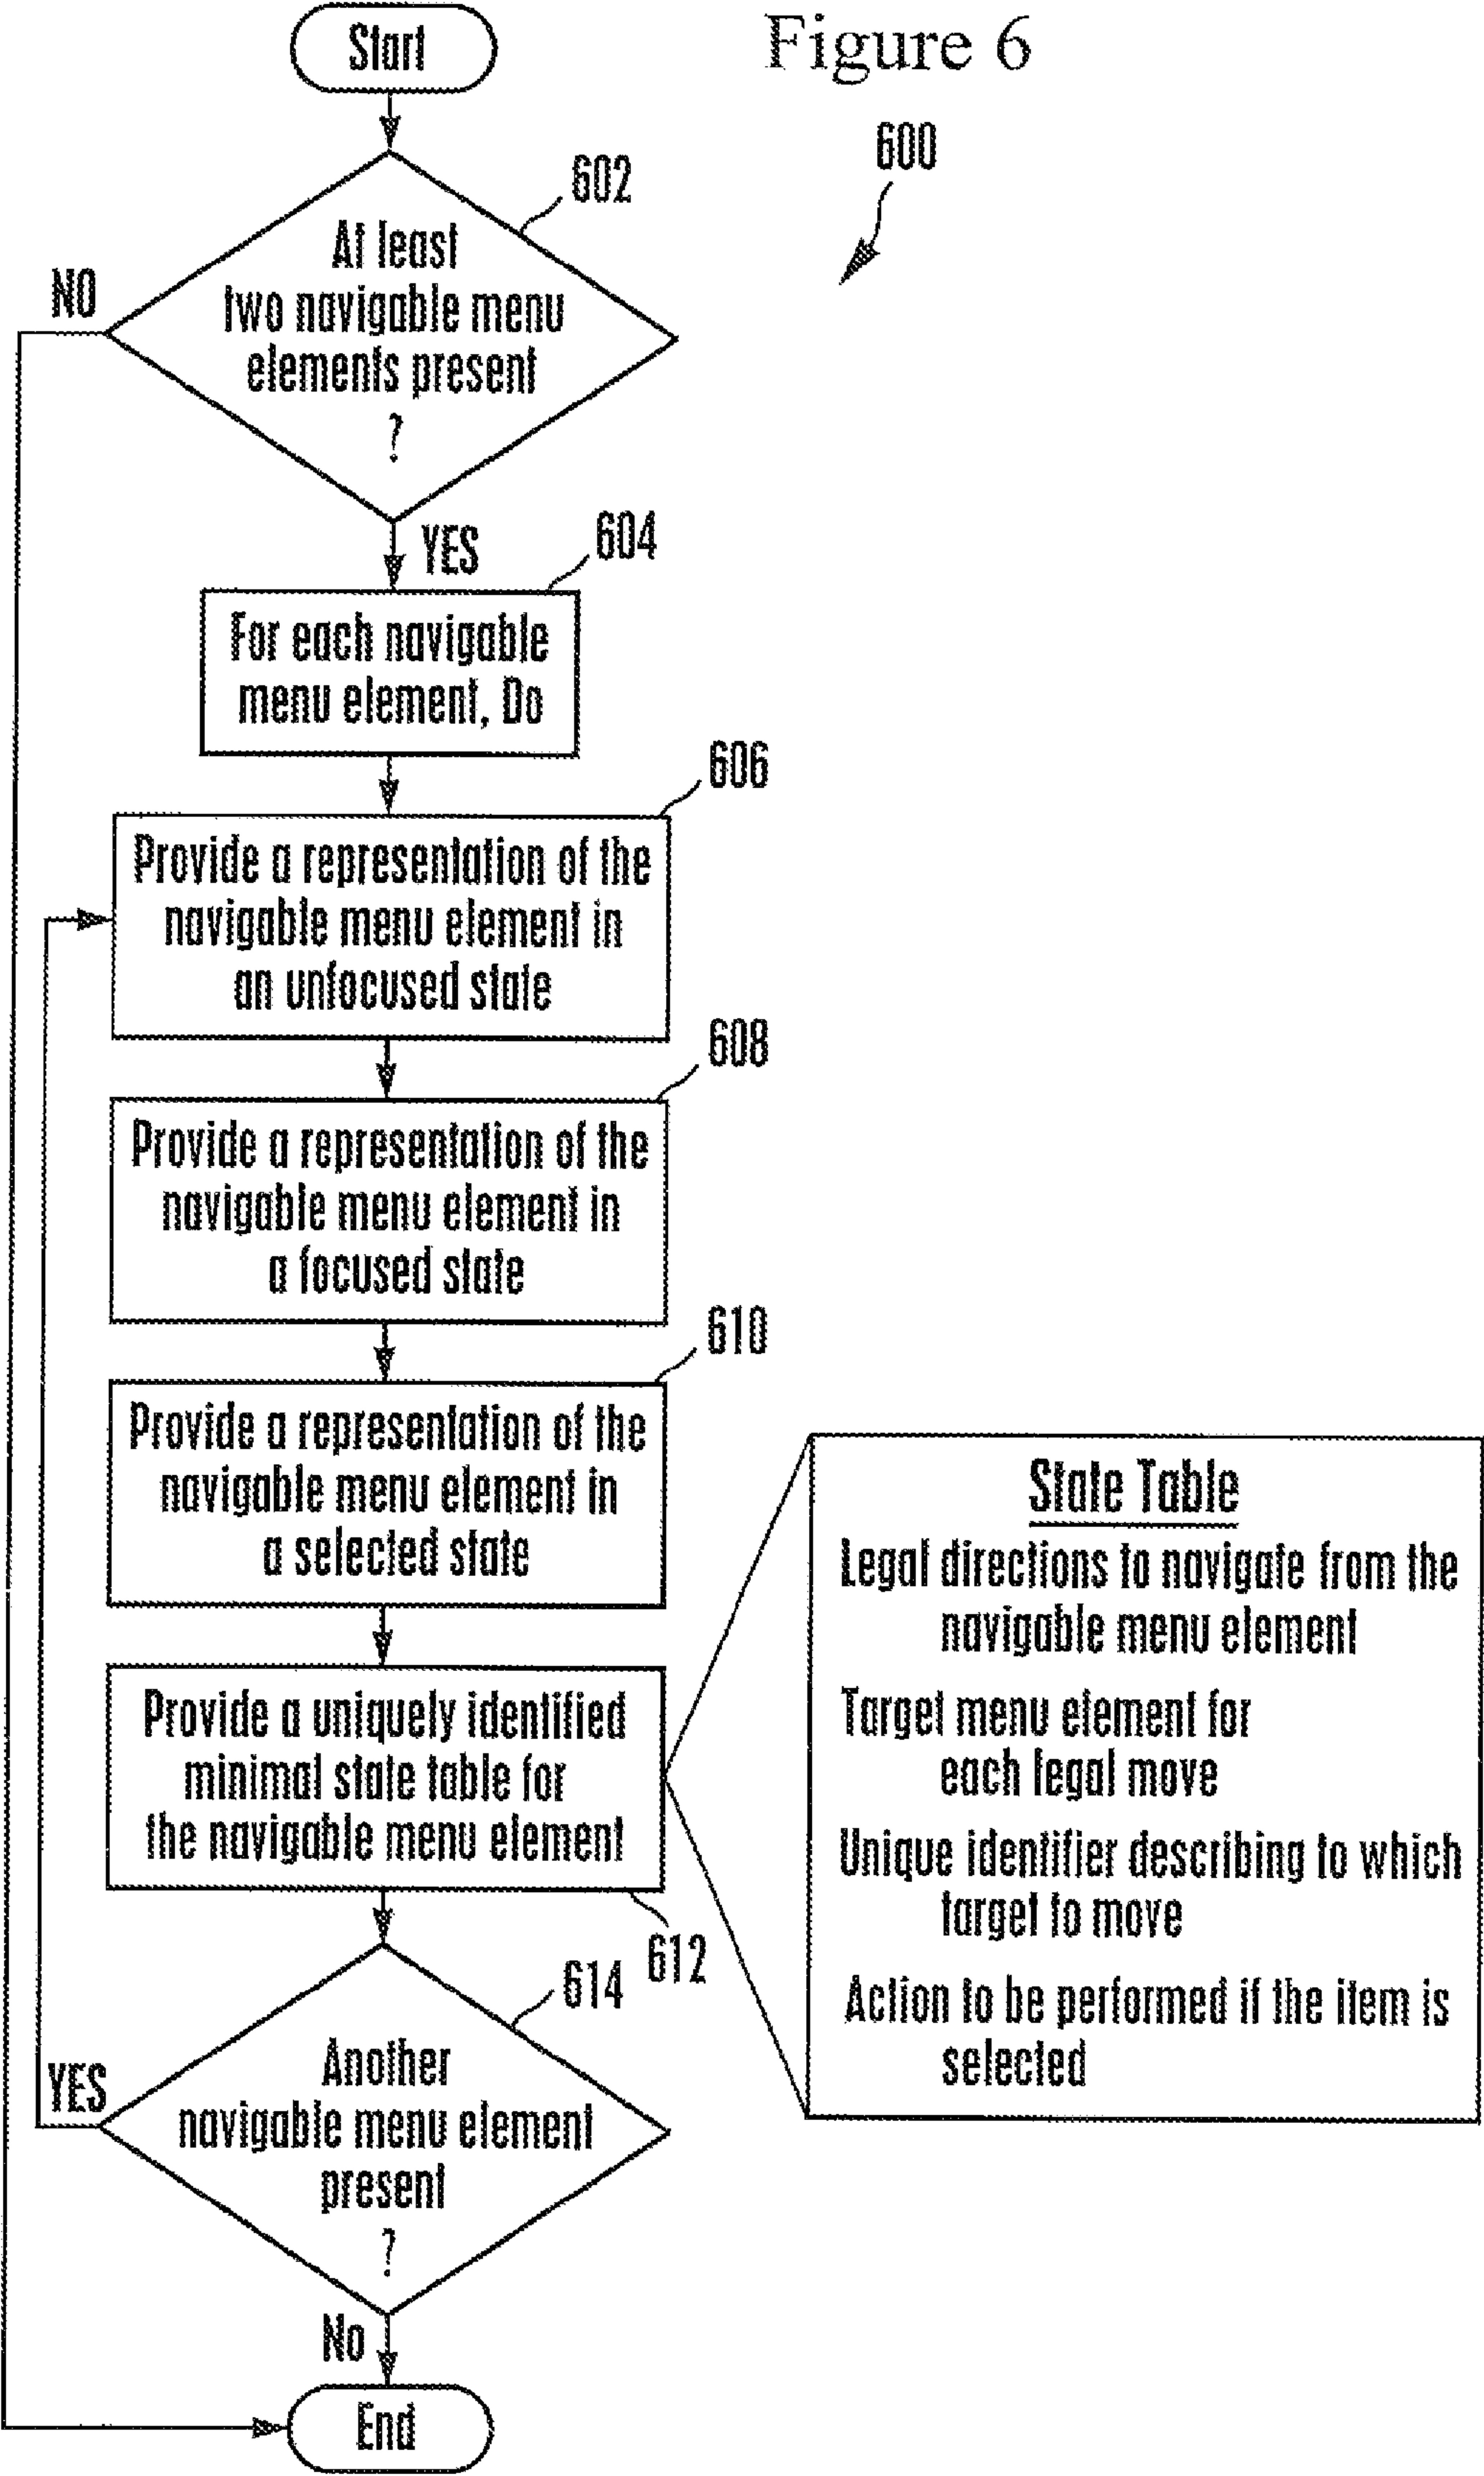 Figure 6
600
Start
602
At least
two navigable menu
elements present
?
NO
YES
604
For each navigable
menu element, Do
606
Provide a representation of the
navigable menu element in
an unfocused state
608
Provide a representation of the
navigable menu element in
a focused state
610
Provide a representation of the
navigable menu element in
a selected state
Provide a uniquely identified
minimal state table for
the navigable menu element
612
State Table
Legal directions to navigate from the
navigable menu element
Target menu element for
each legal move
Unique identifier describing to which
target to move
Action to be performed if the item is
selected
614
Another
navigable menu element
present
?
YES
No
End